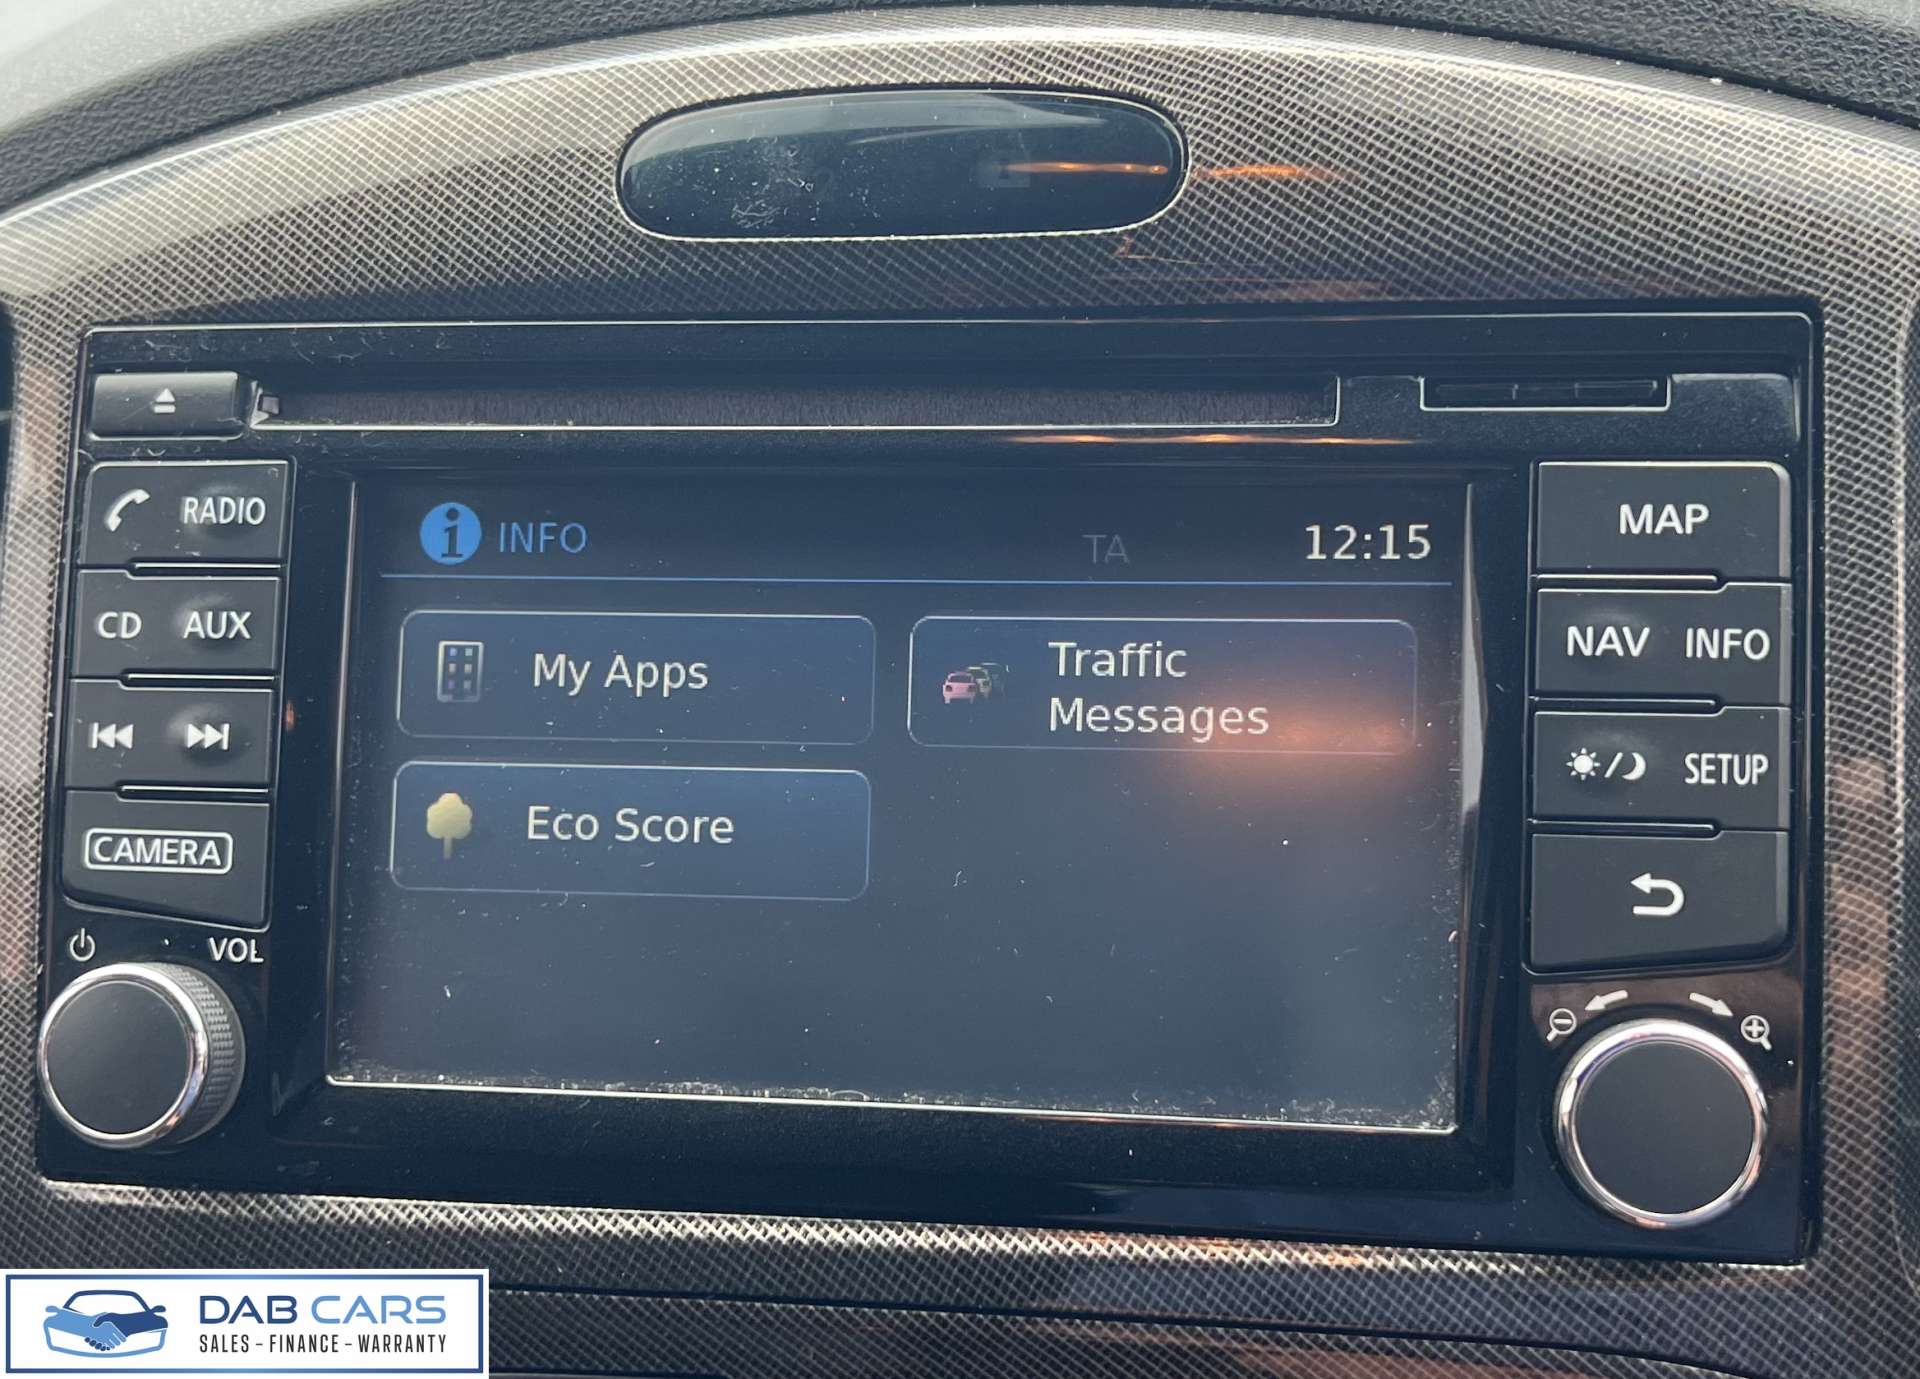 RADIO
CD AUX
CAMERA
VOL
INFO
TA
12:15
My Apps
Traffic
Messages
Eco Score
MAP
NAV INFO
SETUP
DAB CARS
SALES - FINANCE - WARRANTY